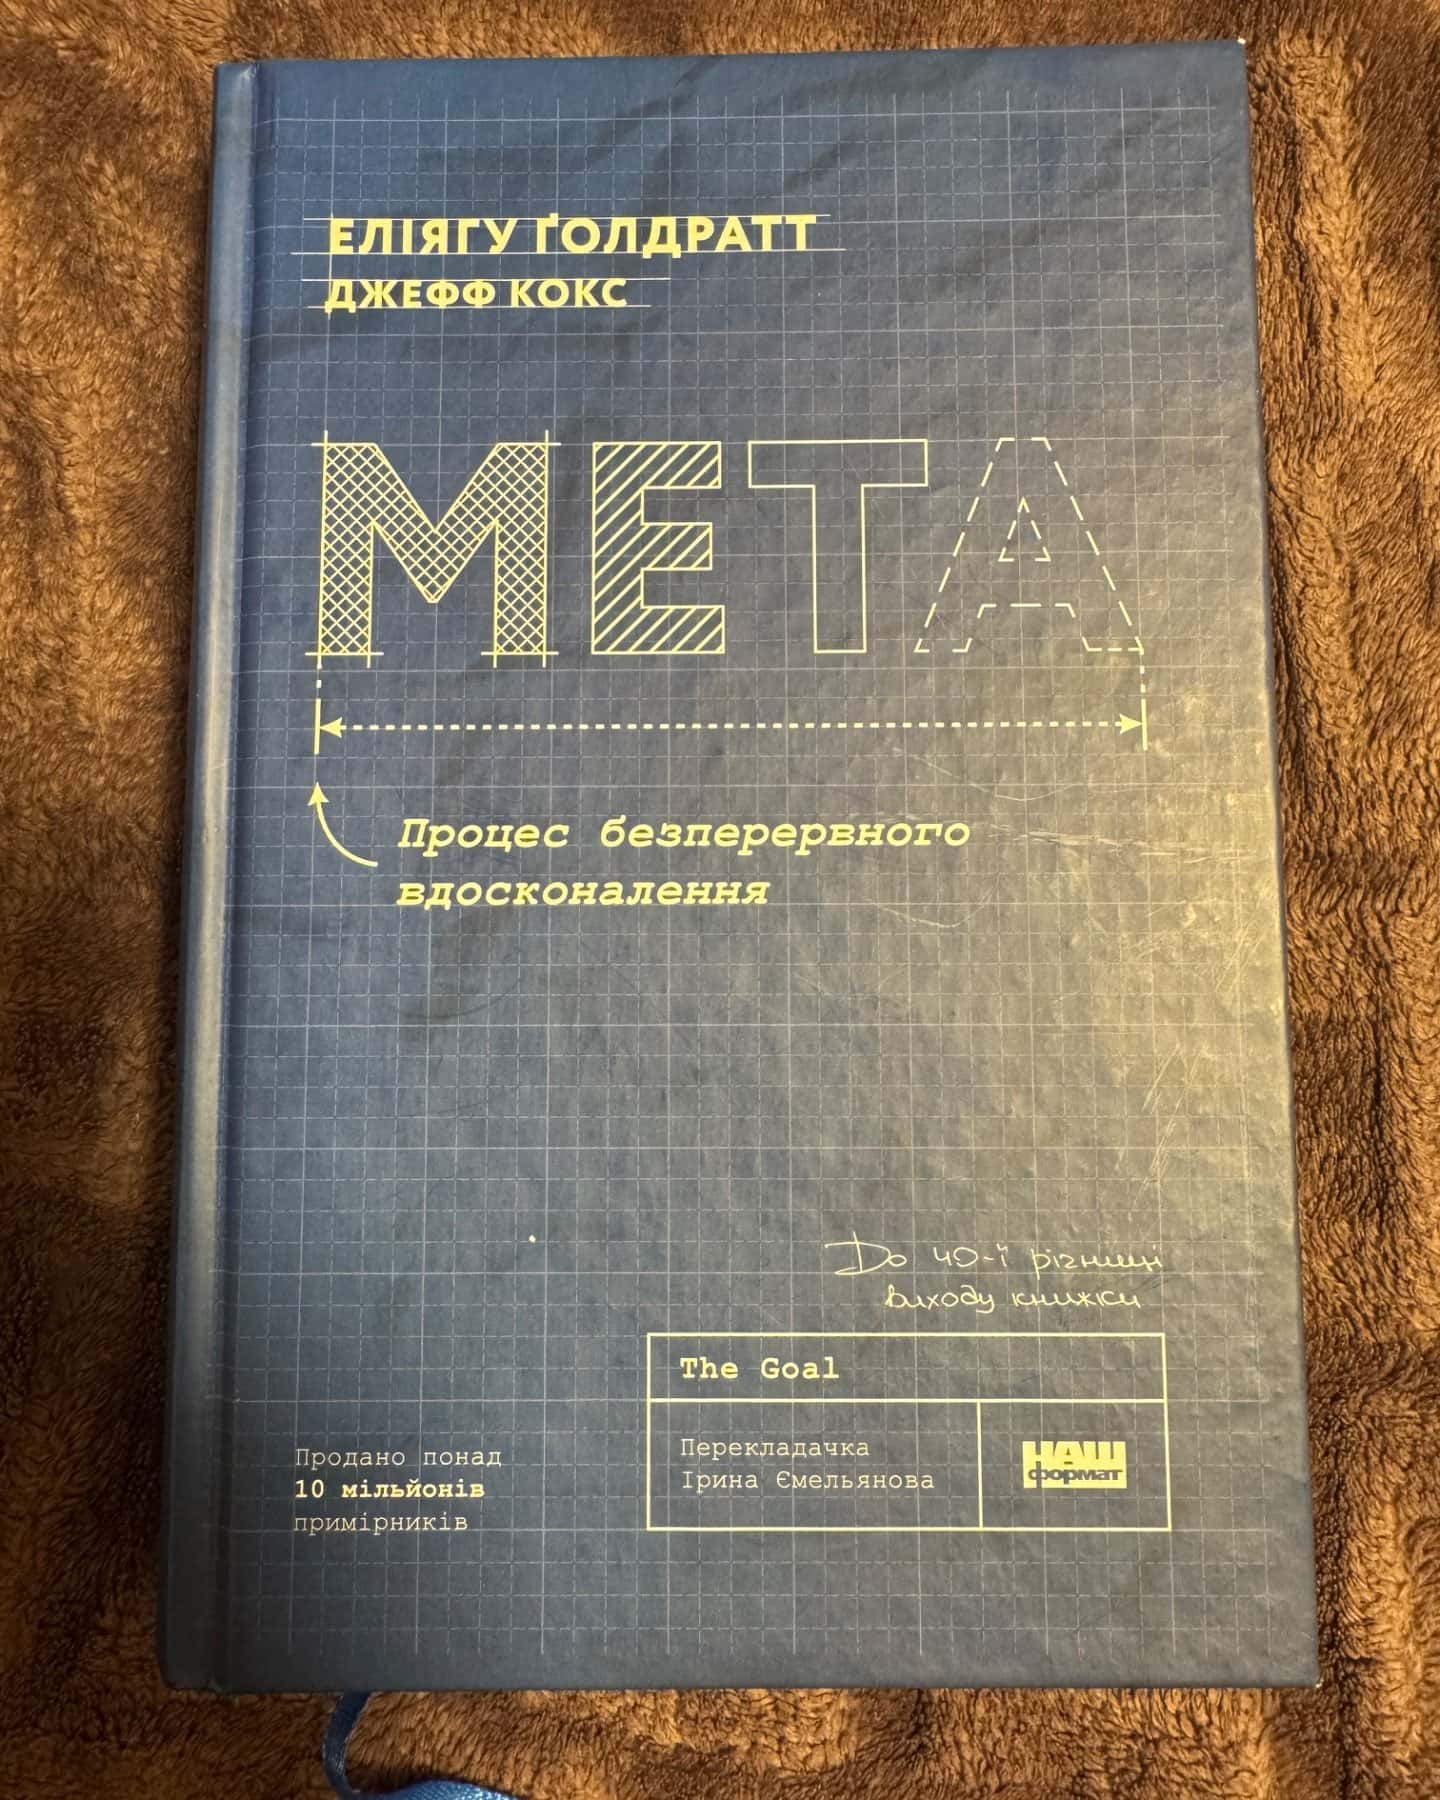 ЕЛІЯГУ ҐОЛДРАТТ
ДЖЕФФ КОКС
МЕТА
Процес безперервного
вдосконалення
До 40-ї річниці
виходу книжки
The Goal
Перекладачка
Ірина Ємельянова
НАШ
формат
Продано понад
10 мільйонів
примірників